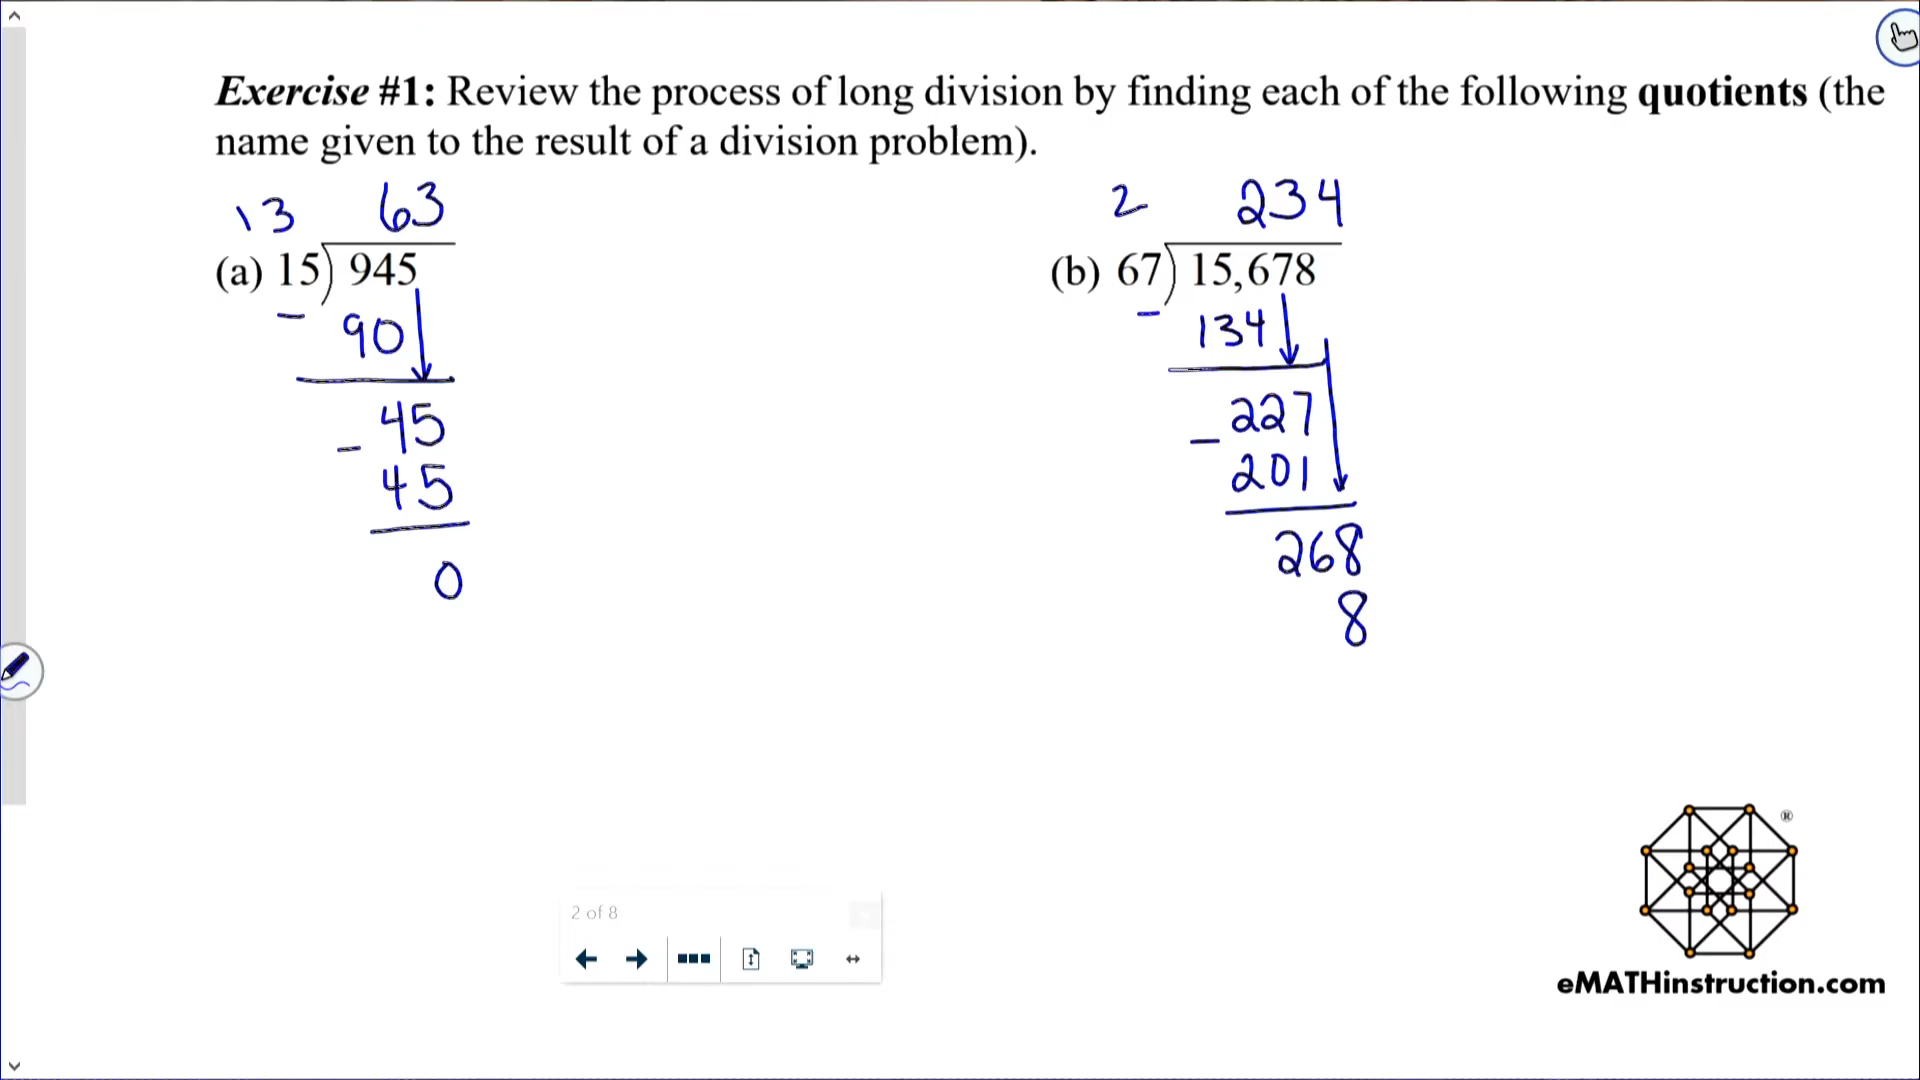 Exercise #1: Review the process of long division by finding each of the following quotients (the
name given to the result of a division problem).
13 63
(a) 15) 945
- 90
- 45
45
0
2 234
(b) 67) 15,678
- 134
- 227
201
268
8
2 of 8
®
eMATHinstruction.com